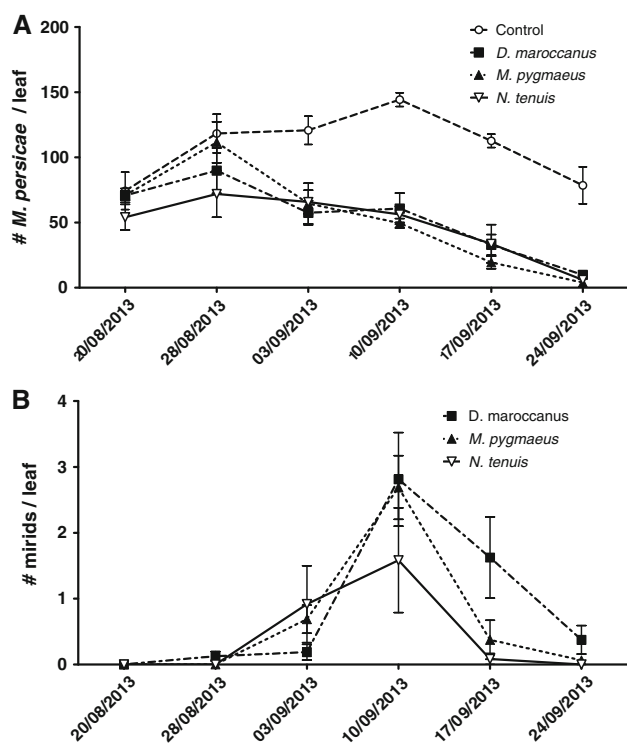 A
200
150
100
50
0
# M. persicae / leaf
Control
D. maroccanus
M. pygmaeus
N. tenuis
20/08/2013
28/08/2013
03/09/2013
10/09/2013
17/09/2013
24/09/2013
B
4
3
2
1
0
# mirids / leaf
D. maroccanus
M. pygmaeus
N. tenuis
20/08/2013
28/08/2013
03/09/2013
10/09/2013
17/09/2013
24/09/2013